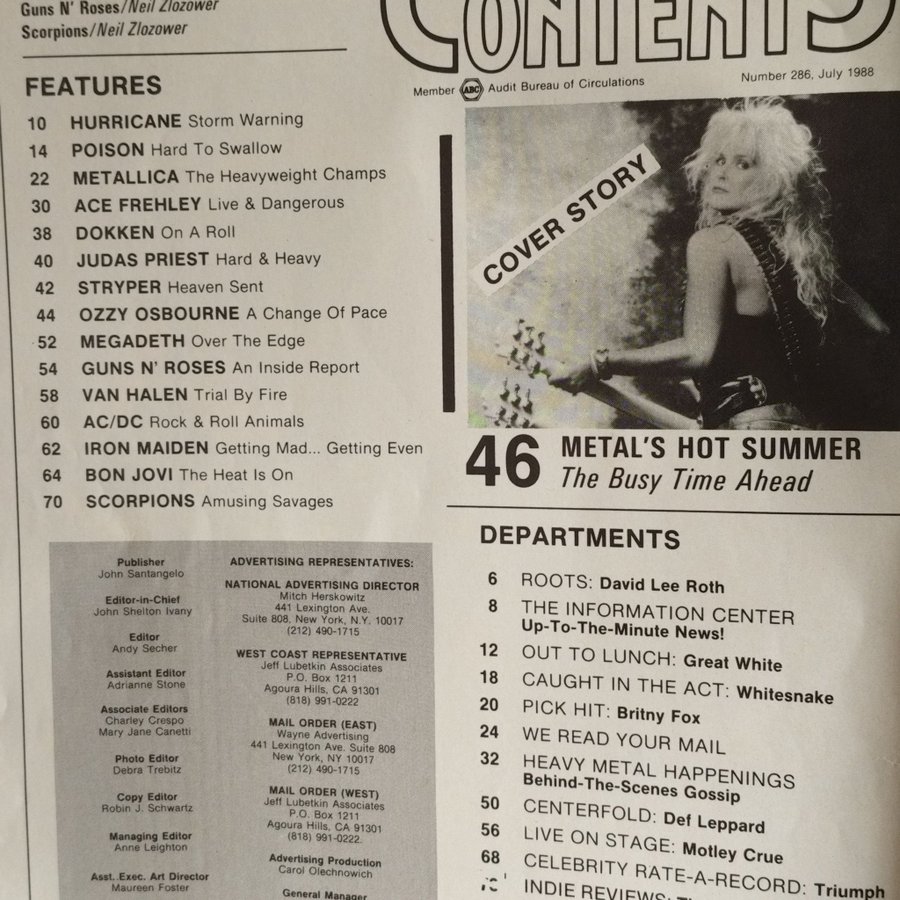 Guns N' Roses/Neil Zlozower
Scorpions/Neil Zlozower
CONTENTS
Member ABC Audit Bureau of Circulations
Number 286, July 1988
FEATURES
10 HURRICANE Storm Warning
14 POISON Hard To Swallow
22 METALLICA The Heavyweight Champs
30 ACE FREHLEY Live & Dangerous
38 DOKKEN On A Roll
40 JUDAS PRIEST Hard & Heavy
42 STRYPER Heaven Sent
44 OZZY OSBOURNE A Change Of Pace
52 MEGADETH Over The Edge
54 GUNS N' ROSES An Inside Report
58 VAN HALEN Trial By Fire
60 AC/DC Rock & Roll Animals
62 IRON MAIDEN Getting Mad... Getting Even
64 BON JOVI The Heat Is On
70 SCORPIONS Amusing Savages
COVER STORY
46 METAL'S HOT SUMMER
The Busy Time Ahead
Publisher
John Santangelo
Editor-in-Chief
John Shelton Ivany
Editor
Andy Secher
Assistant Editor
Adrianne Stone
Associate Editors
Charley Crespo
Mary Jane Canetti
Photo Editor
Debra Trebitz
Copy Editor
Robin J. Schwartz
Managing Editor
Anne Leighton
Asst. Exec. Art Director
Maureen Foster
ADVERTISING REPRESENTATIVES:
NATIONAL ADVERTISING DIRECTOR
Mitch Herskowitz
441 Lexington Ave.
Suite 808, New York, N.Y. 10017
(212) 490-1715
WEST COAST REPRESENTATIVE
Jeff Lubetkin Associates
P.O. Box 1211
Agoura Hills, CA 91301
(818) 991-0222
MAIL ORDER (EAST)
Wayne Advertising
441 Lexington Ave. Suite 808
New York, NY 10017
(212) 490-1715
MAIL ORDER (WEST)
Jeff Lubetkin Associates
P.O. Box 1211
Agoura Hills, CA 91301
(818) 991-0222.
Advertising Production
Carol Olechnowich
General Manager
DEPARTMENTS
6 ROOTS: David Lee Roth
8 THE INFORMATION CENTER
Up-To-The-Minute News!
12 OUT TO LUNCH: Great White
18 CAUGHT IN THE ACT: Whitesnake
20 PICK HIT: Britny Fox
24 WE READ YOUR MAIL
32 HEAVY METAL HAPPENINGS
Behind-The-Scenes Gossip
50 CENTERFOLD: Def Leppard
56 LIVE ON STAGE: Motley Crue
68 CELEBRITY RATE-A-RECORD: Triumph
INDIE REVIEWS: